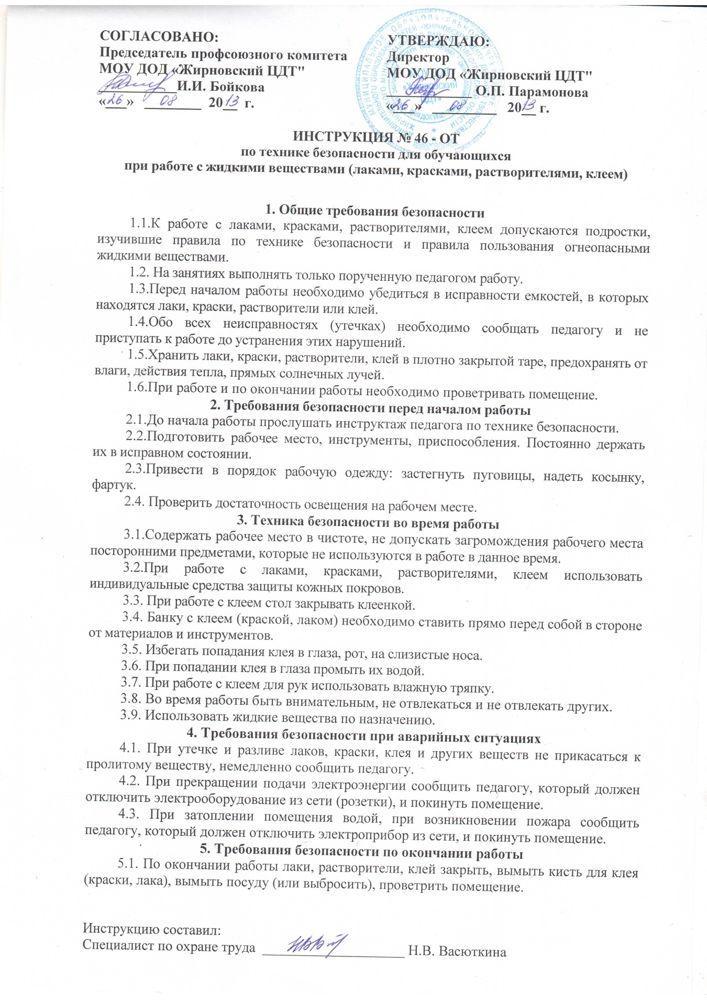 СОГЛАСОВАНО:
Председатель профсоюзного комитета
МОУ ДОД «Жирновский ЦДТ"
___________И.И. Бойкова
«26» 08 2013 г.
УТВЕРЖДАЮ:
Директор
МОУ ДОД «Жирновский ЦДТ"
____________ О.П. Парамонова
«26» 08 2013 г.
ИНСТРУКЦИЯ № 46 - ОТ
по технике безопасности для обучающихся
при работе с жидкими веществами (лаками, красками, растворителями, клеем)
1. Общие требования безопасности
1.1.К работе с лаками, красками, растворителями, клеем допускаются подростки,
изучившие правила по технике безопасности и правила пользования огнеопасными
жидкими веществами.
1.2. На занятиях выполнять только порученную педагогом работу.
1.3.Перед началом работы необходимо убедиться в исправности емкостей, в которых
находятся лаки, краски, растворители или клей.
1.4.Обо всех неисправностях (утечках) необходимо сообщать педагогу и не
приступать к работе до устранения этих нарушений.
1.5.Хранить лаки, краски, растворители, клей в плотно закрытой таре, предохранять от
влаги, действия тепла, прямых солнечных лучей.
1.6.При работе и по окончании работы необходимо проветривать помещение.
2. Требования безопасности перед началом работы
2.1.До начала работы прослушать инструктаж педагога по технике безопасности.
2.2.Подготовить рабочее место, инструменты, приспособления. Постоянно держать
их в исправном состоянии.
2.3.Привести в порядок рабочую одежду: застегнуть пуговицы, надеть косынку,
фартук.
2.4. Проверить достаточность освещения на рабочем месте.
3. Техника безопасности во время работы
3.1.Содержать рабочее место в чистоте, не допускать загромождения рабочего места
посторонними предметами, которые не используются в работе в данное время.
3.2.При работе с лаками, красками, растворителями, клеем использовать
индивидуальные средства защиты кожных покровов.
3.3. При работе с клеем стол закрывать клеенкой.
3.4. Банку с клеем (краской, лаком) необходимо ставить прямо перед собой в стороне
от материалов и инструментов.
3.5. Избегать попадания клея в глаза, рот, на слизистые носа.
3.6. При попадании клея в глаза промыть их водой.
3.7. При работе с клеем для рук использовать влажную тряпку.
3.8. Во время работы быть внимательным, не отвлекаться и не отвлекать других.
3.9. Использовать жидкие вещества по назначению.
4. Требования безопасности при аварийных ситуациях
4.1. При утечке и разливе лаков, краски, клея и других веществ не прикасаться к
пролитому веществу, немедленно сообщить педагогу.
4.2. При прекращении подачи электроэнергии сообщить педагогу, который должен
отключить электрооборудование из сети (розетки), и покинуть помещение.
4.3. При затоплении помещения водой, при возникновении пожара сообщить
педагогу, который должен отключить электроприбор из сети, и покинуть помещение.
5. Требования безопасности по окончании работы
5.1. По окончании работы лаки, растворители, клей закрыть, вымыть кисть для клея
(краски, лака), вымыть посуду (или выбросить), проветрить помещение.
Инструкцию составил:
Специалист по охране труда ____________________ Н.В. Васюткина